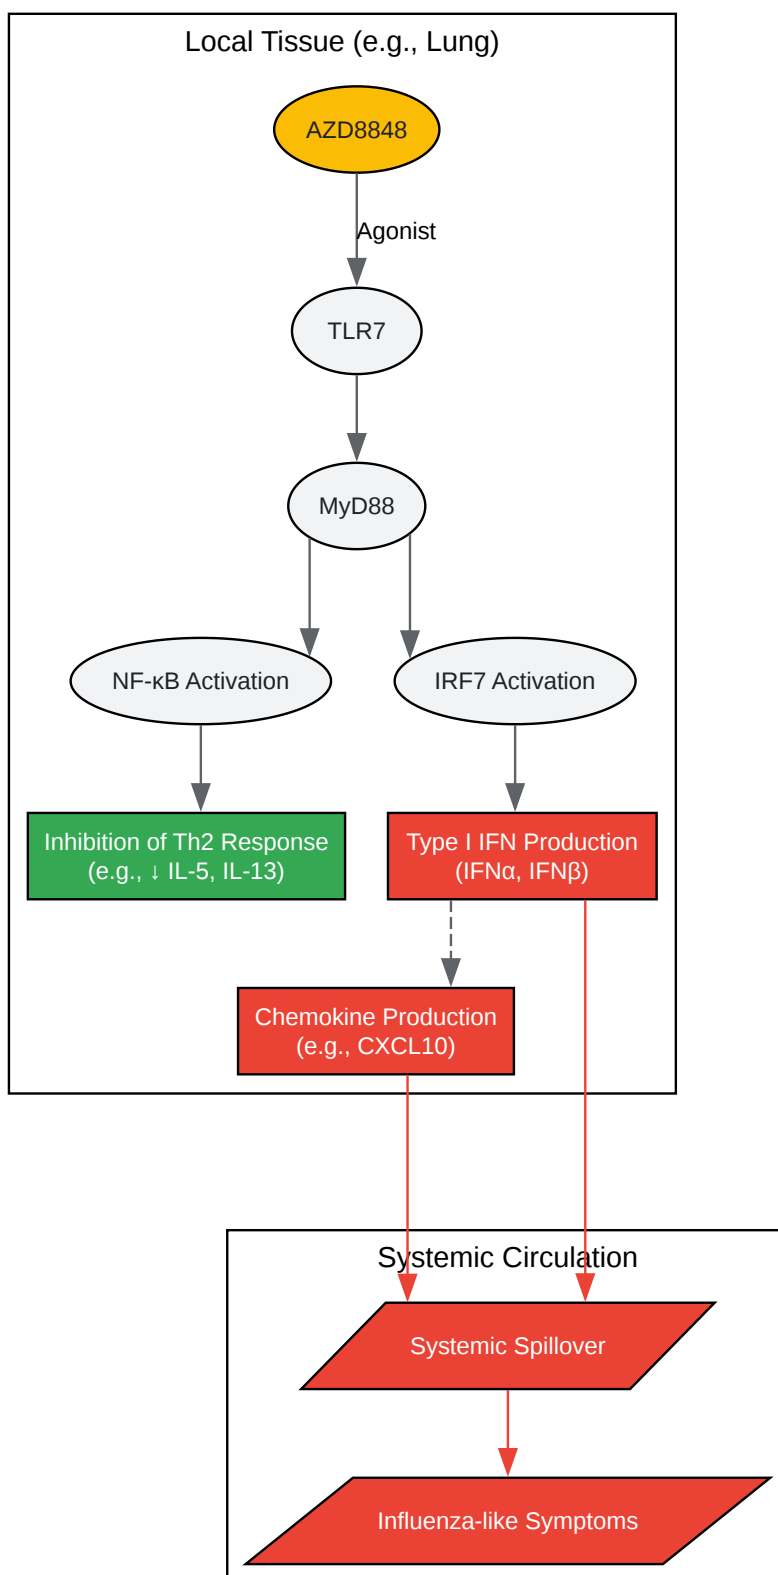 Local Tissue (e.g., Lung)
AZD8848
Agonist
TLR7
MyD88
NF-κB Activation
IRF7 Activation
Inhibition of Th2 Response
(e.g., ↓ IL-5, IL-13)
Type I IFN Production
(IFNα, IFNβ)
Chemokine Production
(e.g., CXCL10)
Systemic Circulation
Systemic Spillover
Influenza-like Symptoms